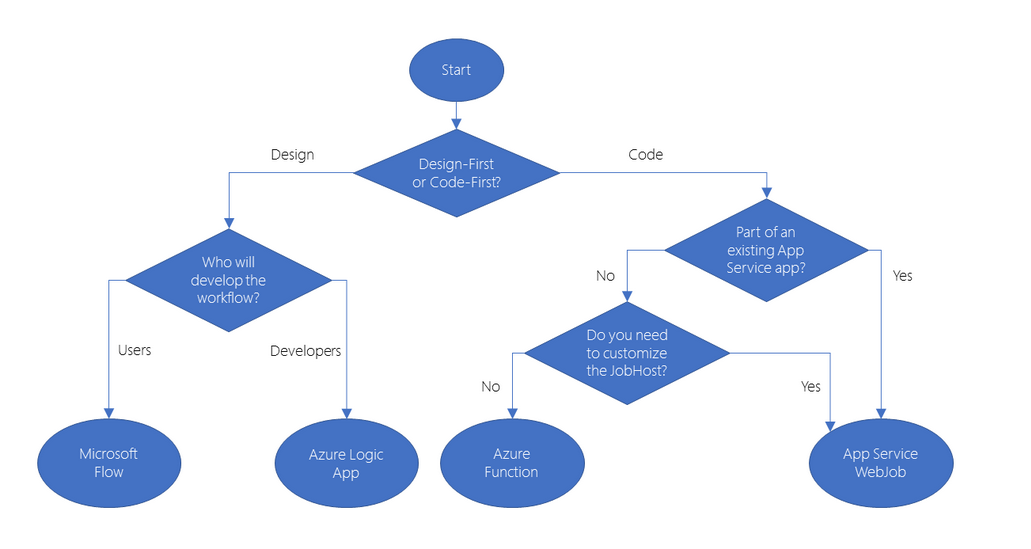 Start
Design
Design-First
or Code-First?
Code
Who will
develop the
workflow?
Part of an
existing App
Service app?
Users
Developers
No
Yes
Do you need
to customize
the JobHost?
No
Yes
Microsoft
Flow
Azure Logic
App
Azure
Function
App Service
WebJob